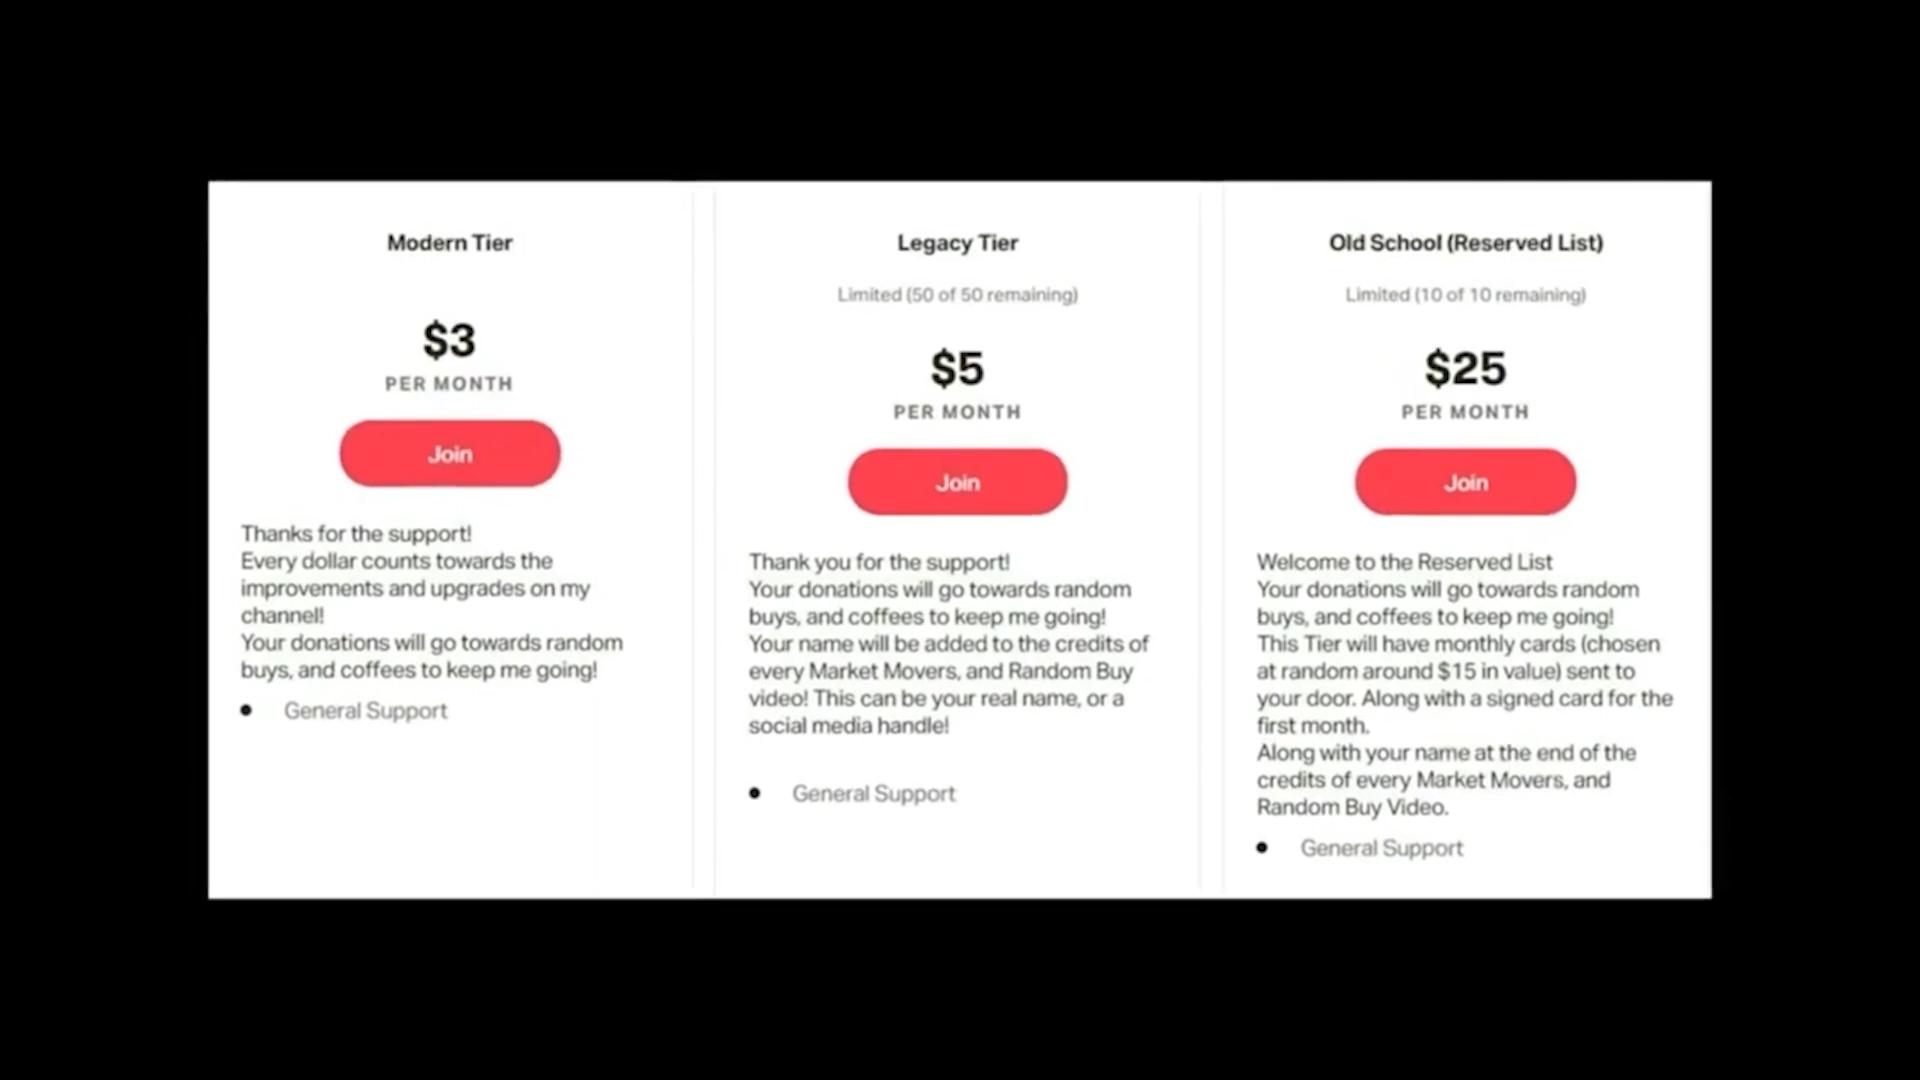 Modern Tier
$3
PER MONTH
Join
Thanks for the support!
Every dollar counts towards the
improvements and upgrades on my
channel!
Your donations will go towards random
buys, and coffees to keep me going!
General Support
Legacy Tier
Limited (50 of 50 remaining)
$5
PER MONTH
Join
Thank you for the support!
Your donations will go towards random
buys, and coffees to keep me going!
Your name will be added to the credits of
every Market Movers, and Random Buy
video! This can be your real name, or a
social media handle!
General Support
Old School (Reserved List)
Limited (10 of 10 remaining)
$25
PER MONTH
Join
Welcome to the Reserved List
Your donations will go towards random
buys, and coffees to keep me going!
This Tier will have monthly cards (chosen
at random around $15 in value) sent to
your door. Along with a signed card for the
first month.
Along with your name at the end of the
credits of every Market Movers, and
Random Buy Video.
General Support